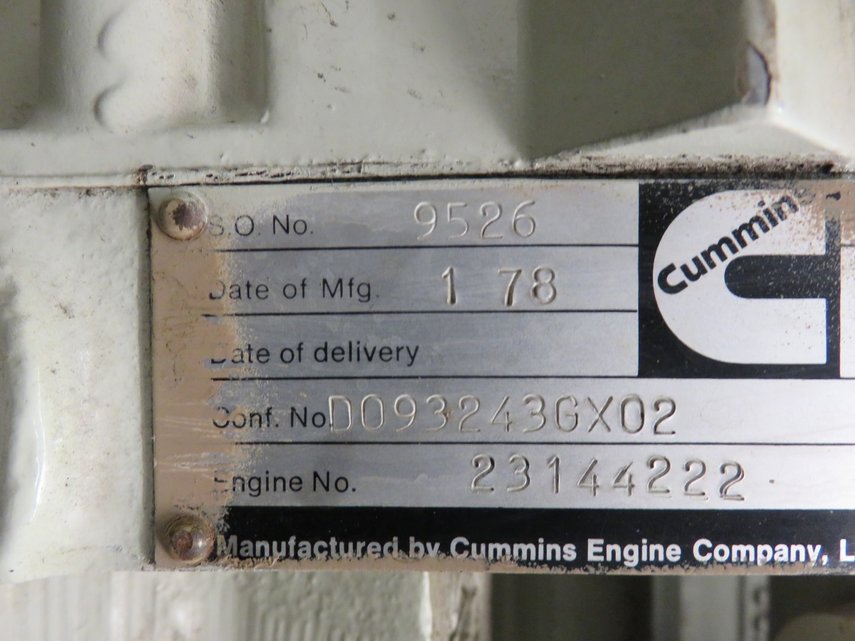 S.O. No. 9526
Cummin
Date of Mfg. 1 78
Date of delivery
Conf. No. D093243GX02
Engine No. 23144222
Manufactured by Cummins Engine Company, L